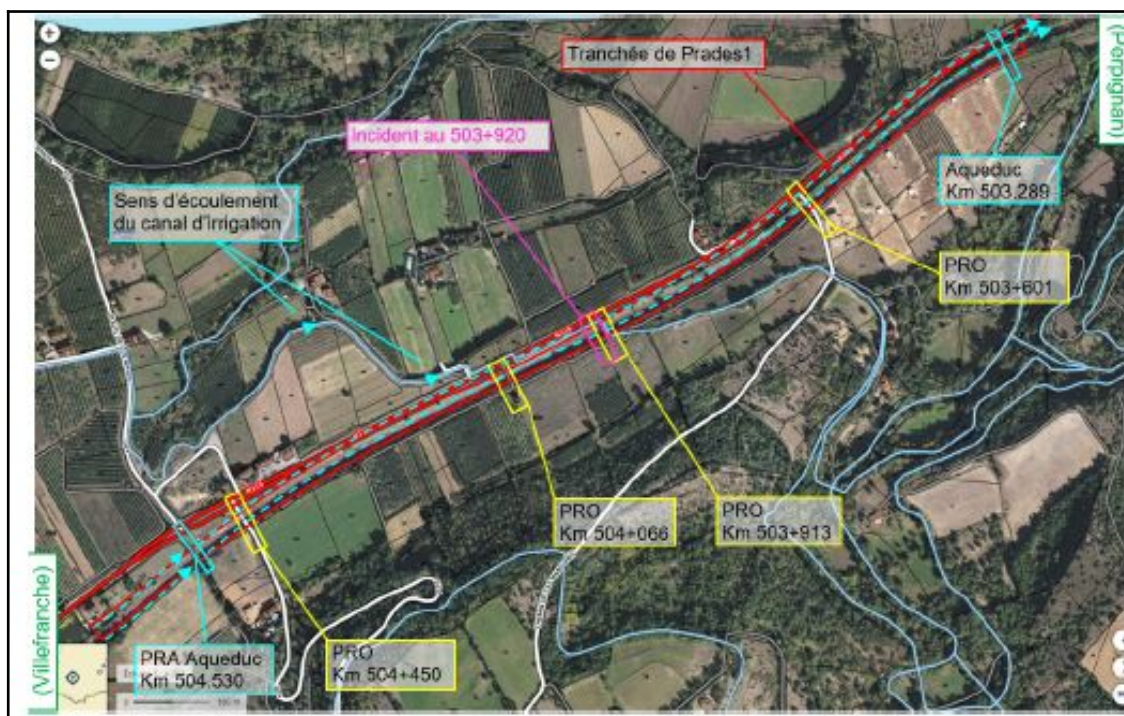 Tranchée de Prades1
(Perpignan)
Incident au 503+920
Aqueduc
Km 503.289
Sens d'écoulement
du canal d'irrigation
PRO
Km 503+601
PRO
Km 504+066
PRO
Km 503+913
(Villefranche)
PRA Aqueduc
Km 504.530
PRO
Km 504+450